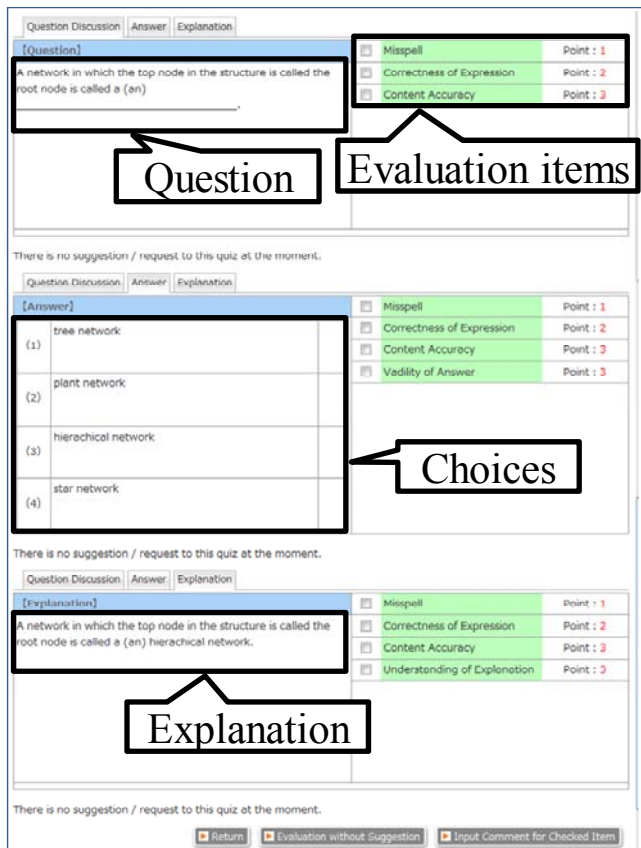 Question Discussion Answer Explanation
【Question】
Misspell Point : 1
A network in which the top node in the structure is called the
Correctness of Expression Point : 2
root node is called a (an)
Content Accuracy Point : 3
____________________.
Question
Evaluation items
There is no suggestion / request to this quiz at the moment.
Question Discussion Answer Explanation
【Answer】
Misspell Point : 1
tree network
Correctness of Expression Point : 2
(1)
Content Accuracy Point : 3
Vadility of Answer Point : 3
plant network
(2)
hierachical network
(3)
Choices
star network
(4)
There is no suggestion / request to this quiz at the moment.
Question Discussion Answer Explanation
【Explanation】
Misspell Point : 1
A network in which the top node in the structure is called the
Correctness of Expression Point : 2
root node is called a (an) hierachical network.
Content Accuracy Point : 3
Understanding of Explanation Point : 3
Explanation
There is no suggestion / request to this quiz at the moment.
Return Evaluation without Suggestion Input Comment for Checked Item